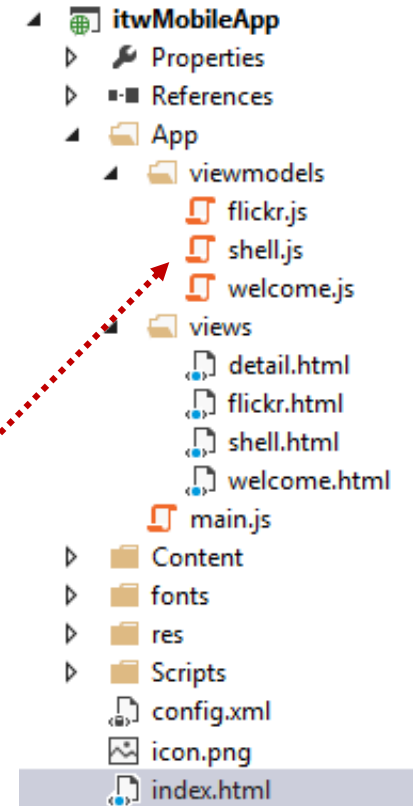 itwMobileApp
Properties
References
App
viewmodels
flickr.js
shell.js
welcome.js
views
detail.html
flickr.html
shell.html
welcome.html
main.js
Content
fonts
res
Scripts
config.xml
icon.png
index.html